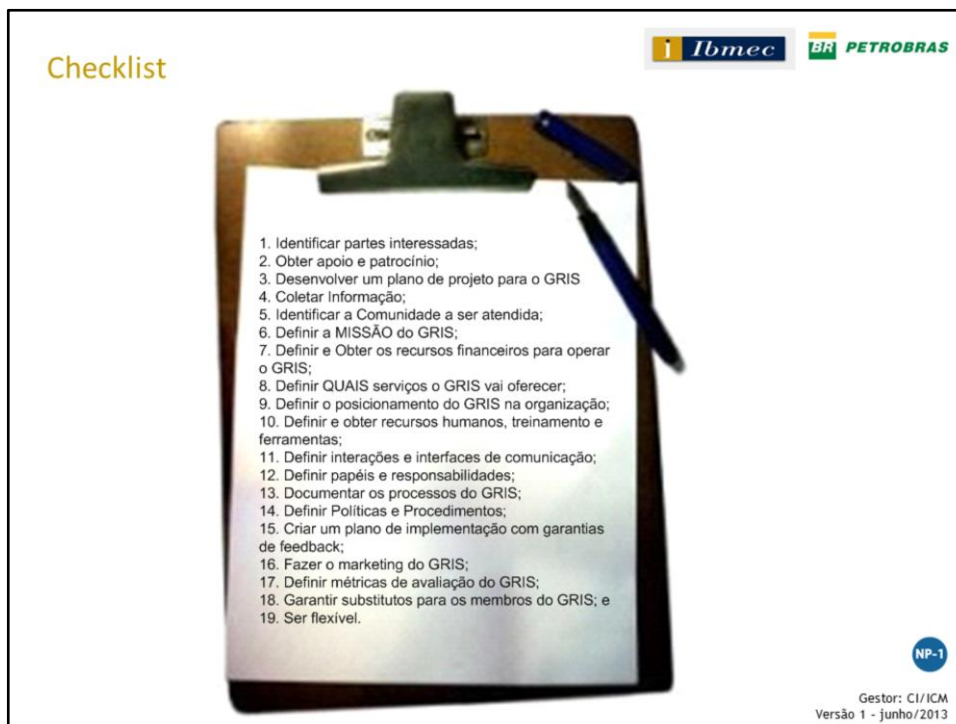 Checklist
i Ibmec
BR PETROBRAS
1. Identificar partes interessadas;
2. Obter apoio e patrocínio;
3. Desenvolver um plano de projeto para o GRIS
4. Coletar Informação;
5. Identificar a Comunidade a ser atendida;
6. Definir a MISSÃO do GRIS;
7. Definir e Obter os recursos financeiros para operar
o GRIS;
8. Definir QUAIS serviços o GRIS vai oferecer;
9. Definir o posicionamento do GRIS na organização;
10. Definir e obter recursos humanos, treinamento e
ferramentas;
11. Definir interações e interfaces de comunicação;
12. Definir papéis e responsabilidades;
13. Documentar os processos do GRIS;
14. Definir Políticas e Procedimentos;
15. Criar um plano de implementação com garantias
de feedback;
16. Fazer o marketing do GRIS;
17. Definir métricas de avaliação do GRIS;
18. Garantir substitutos para os membros do GRIS; e
19. Ser flexível.
NP-1
Gestor: CI/ICM
Versão 1 - junho/2013